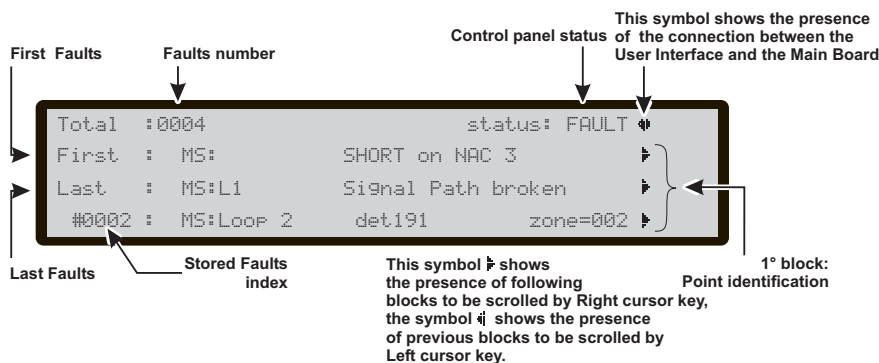 This symbol shows the presence
of the connection between the
User Interface and the Main Board
Control panel status
First Faults
Faults number
Total :0004 status: FAULT
First : MS: SHORT on NAC 3
Last : MS:L1 Signal Path broken
#0002 : MS:Loop 2 det191 zone=002
Last Faults
Stored Faults
index
This symbol shows
the presence of following
blocks to be scrolled by Right cursor key,
the symbol shows the presence
of previous blocks to be scrolled by
Left cursor key.
1° block:
Point identification